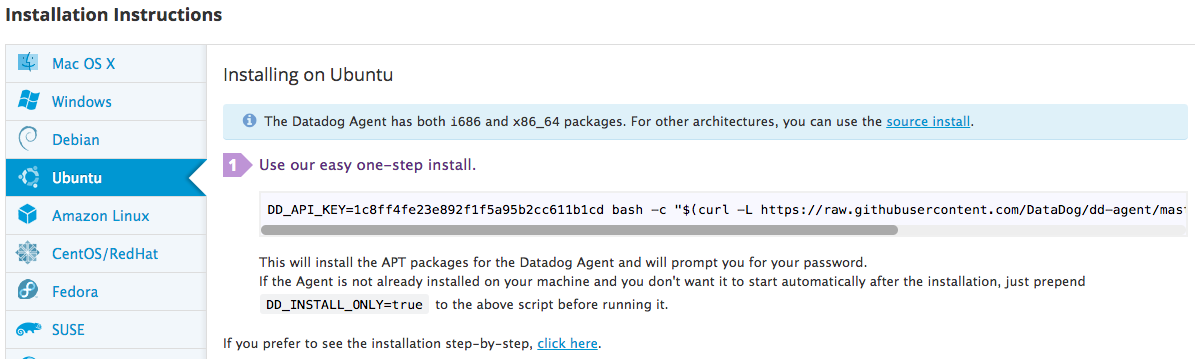 Installation Instructions
Mac OS X
Windows
Debian
Ubuntu
Amazon Linux
CentOS/RedHat
Fedora
SUSE
Installing on Ubuntu
The Datadog Agent has both i686 and x86_64 packages. For other architectures, you can use the source install.
1 Use our easy one-step install.
DD_API_KEY=1c8ff4fe23e892f1f5a95b2cc611b1cd bash -c "$(curl -L https://raw.githubusercontent.com/DataDog/dd-agent/mas
This will install the APT packages for the Datadog Agent and will prompt you for your password.
If the Agent is not already installed on your machine and you don't want it to start automatically after the installation, just prepend
DD_INSTALL_ONLY=true to the above script before running it.
If you prefer to see the installation step-by-step, click here.